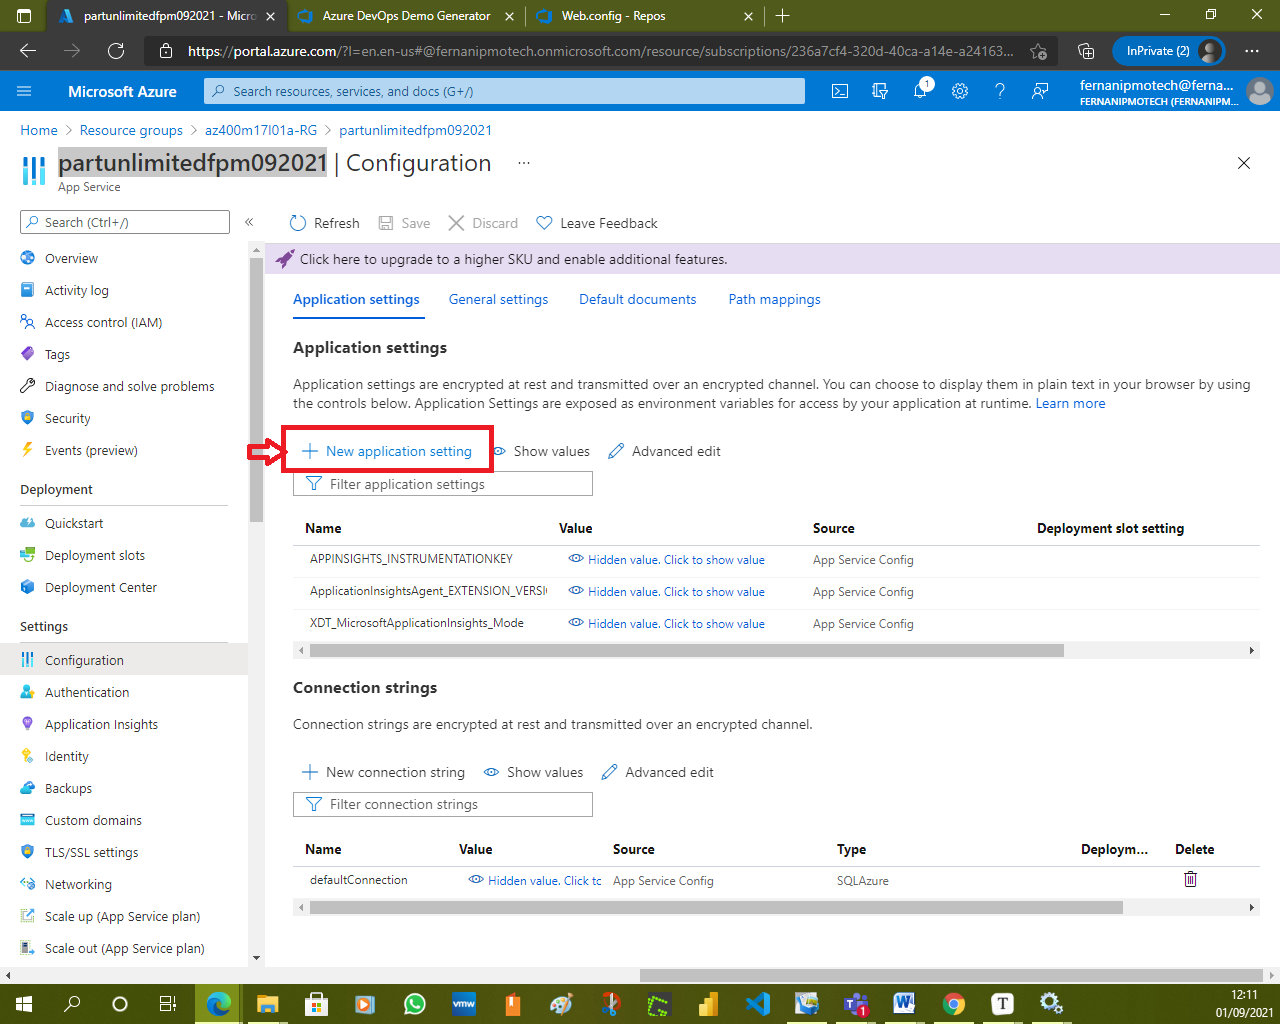 partunlimitedfpm092021 - Micro
Azure DevOps Demo Generator
Web.config - Repos
https://portal.azure.com/?l=en.en-us#@fernanipmotech.onmicrosoft.com/resource/subscriptions/236a7cf4-320d-40ca-a14e-a24163...
InPrivate (2)
Microsoft Azure
Search resources, services, and docs (G+/)
1
fernanipmotech@ferna...
FERNANIPMOTECH (FERNANIPM...
Home > Resource groups > az400m17l01a-RG > partunlimitedfpm092021
partunlimitedfpm092021 | Configuration ...
App Service
Search (Ctrl+/)
Refresh Save Discard Leave Feedback
Click here to upgrade to a higher SKU and enable additional features.
Overview
Activity log
Access control (IAM)
Tags
Diagnose and solve problems
Security
Events (preview)
Deployment
Quickstart
Deployment slots
Deployment Center
Settings
Configuration
Authentication
Application Insights
Identity
Backups
Custom domains
TLS/SSL settings
Networking
Scale up (App Service plan)
Scale out (App Service plan)
Application settings General settings Default documents Path mappings
Application settings
Application settings are encrypted at rest and transmitted over an encrypted channel. You can choose to display them in plain text in your browser by using
the controls below. Application Settings are exposed as environment variables for access by your application at runtime. Learn more
New application setting Show values Advanced edit
Filter application settings
Name Value Source Deployment slot setting
APPINSIGHTS_INSTRUMENTATIONKEY Hidden value. Click to show value App Service Config
ApplicationInsightsAgent_EXTENSION_VERSI Hidden value. Click to show value App Service Config
XDT_MicrosoftApplicationInsights_Mode Hidden value. Click to show value App Service Config
Connection strings
Connection strings are encrypted at rest and transmitted over an encrypted channel.
New connection string Show values Advanced edit
Filter connection strings
Name Value Source Type Deploym... Delete
defaultConnection Hidden value. Click tc App Service Config SQLAzure
vmw
1
W
T
12:11
01/09/2021